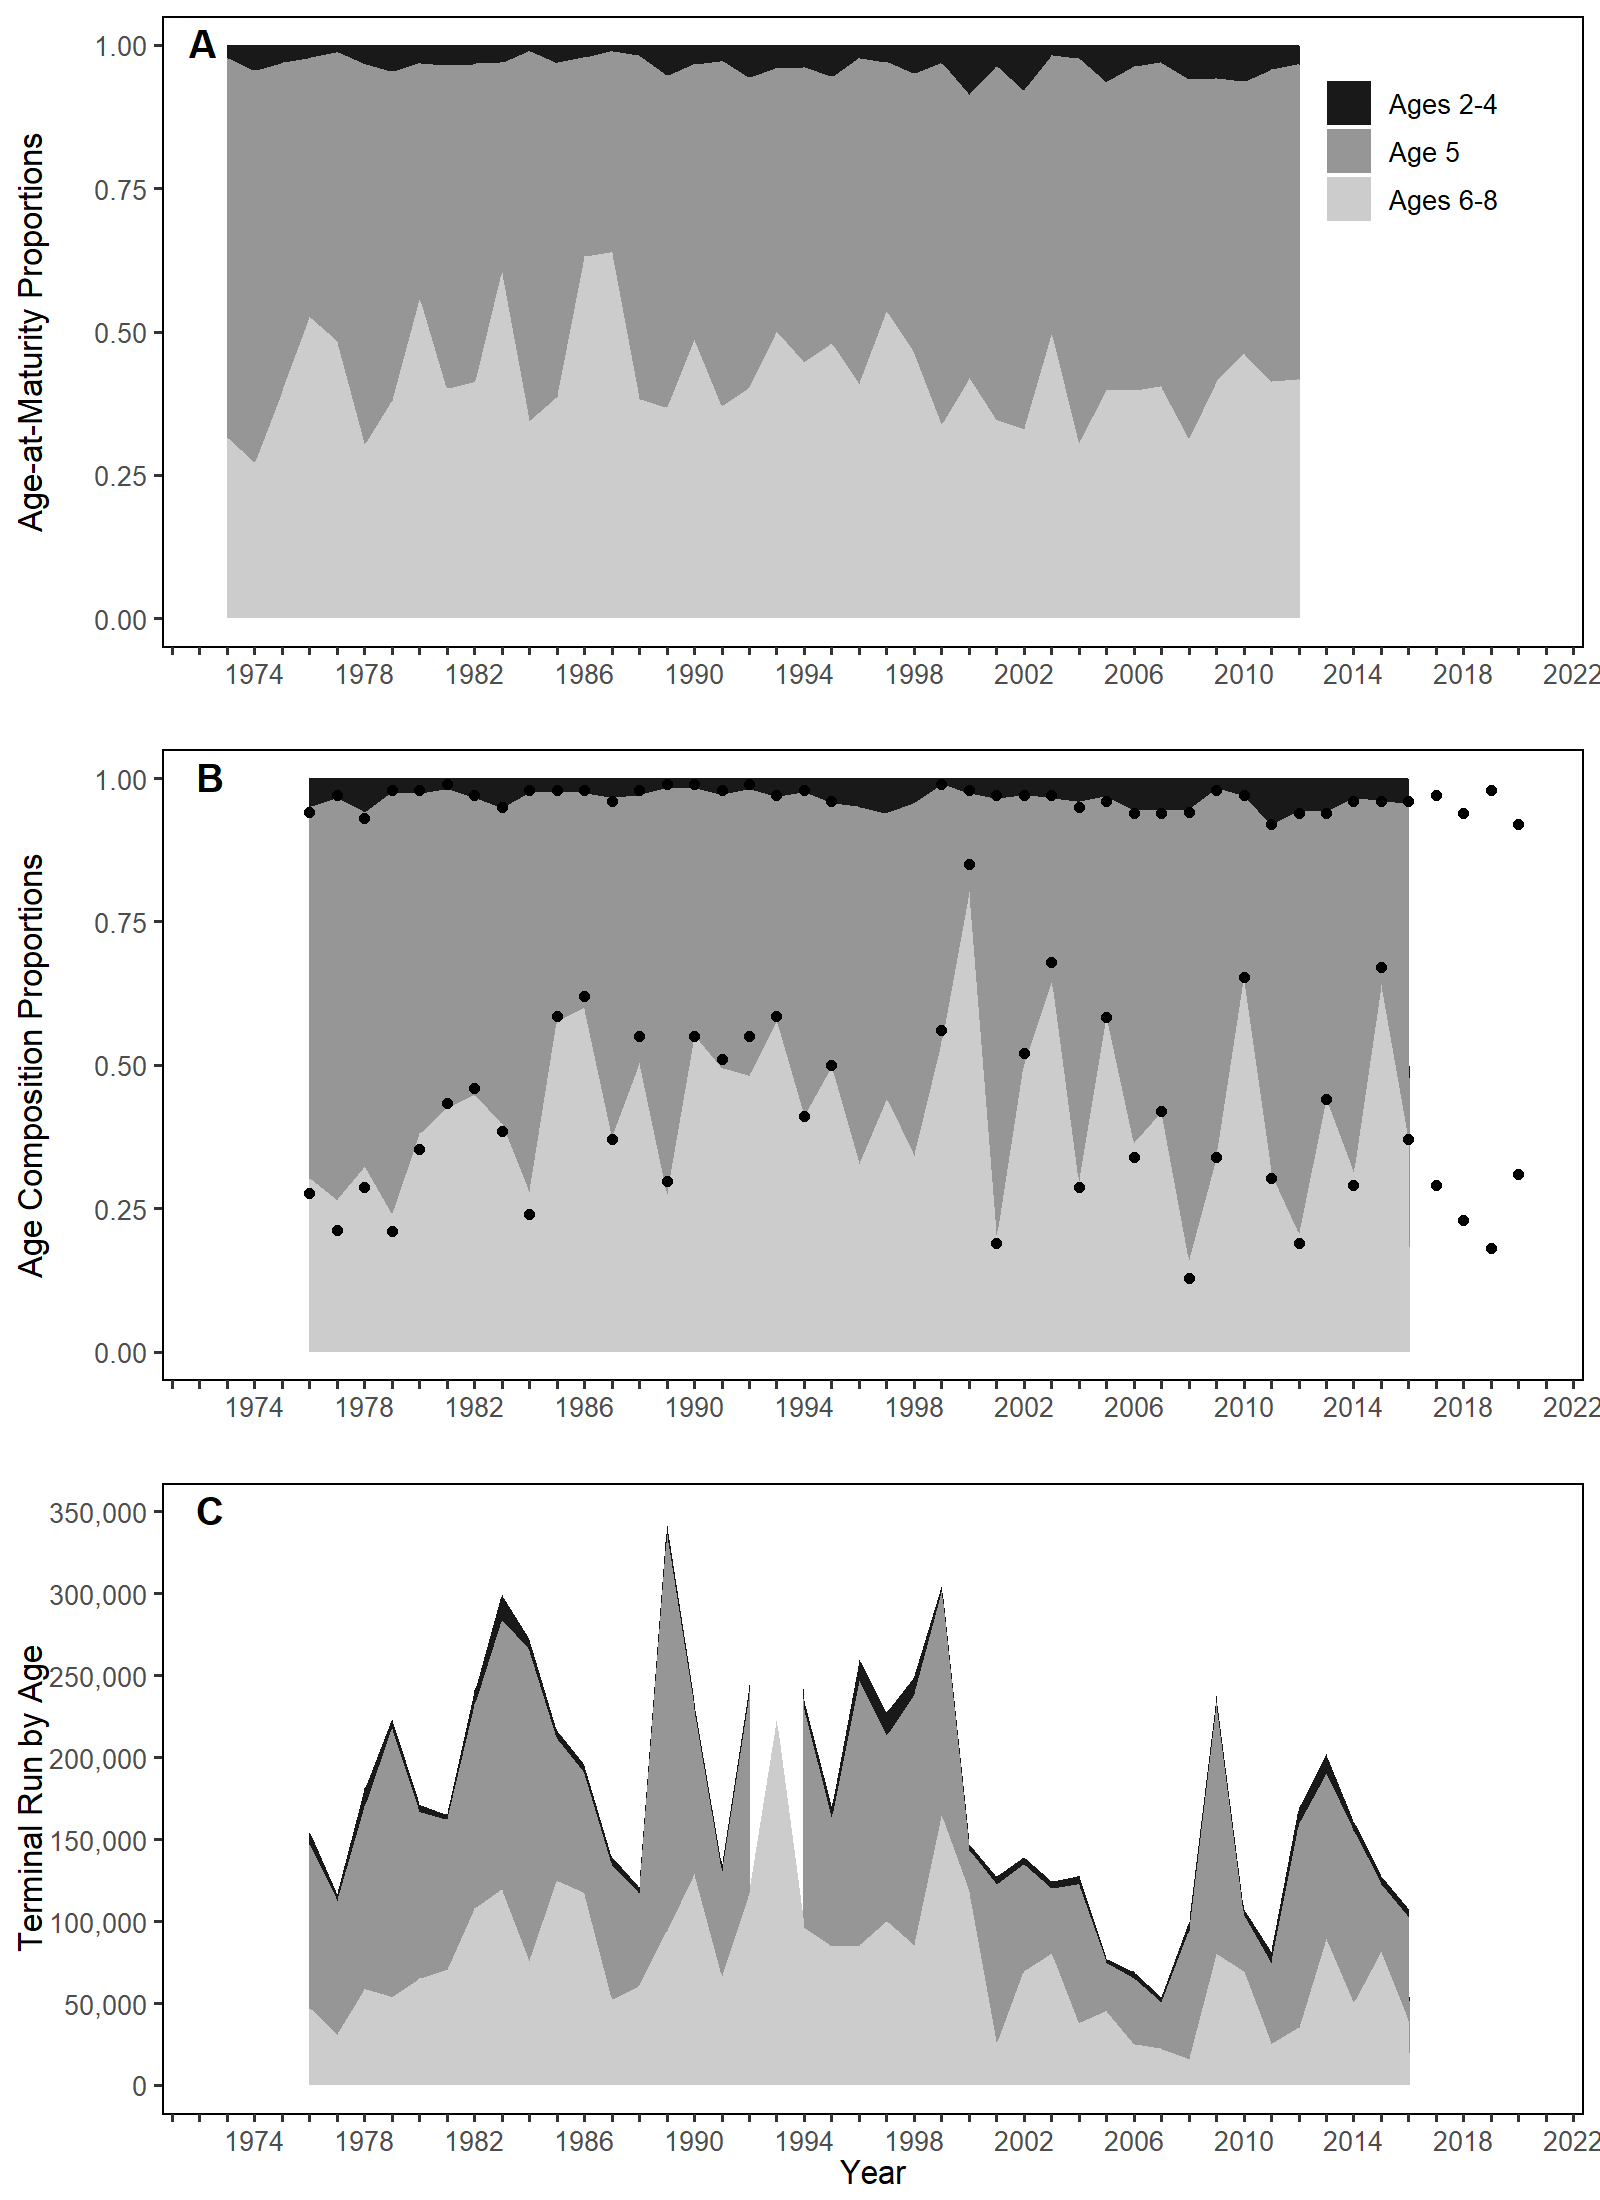 A
Age-at-Maturity Proportions
1.00
0.75
0.50
0.25
0.00
Ages 2-4
Age 5
Ages 6-8
1974 1978 1982 1986 1990 1994 1998 2002 2006 2010 2014 2018 2022
B
Age Composition Proportions
1.00
0.75
0.50
0.25
0.00
1974 1978 1982 1986 1990 1994 1998 2002 2006 2010 2014 2018 2022
C
Terminal Run by Age
350,000
300,000
250,000
200,000
150,000
100,000
50,000
0
1974 1978 1982 1986 1990 1994 1998 2002 2006 2010 2014 2018 2022
Year